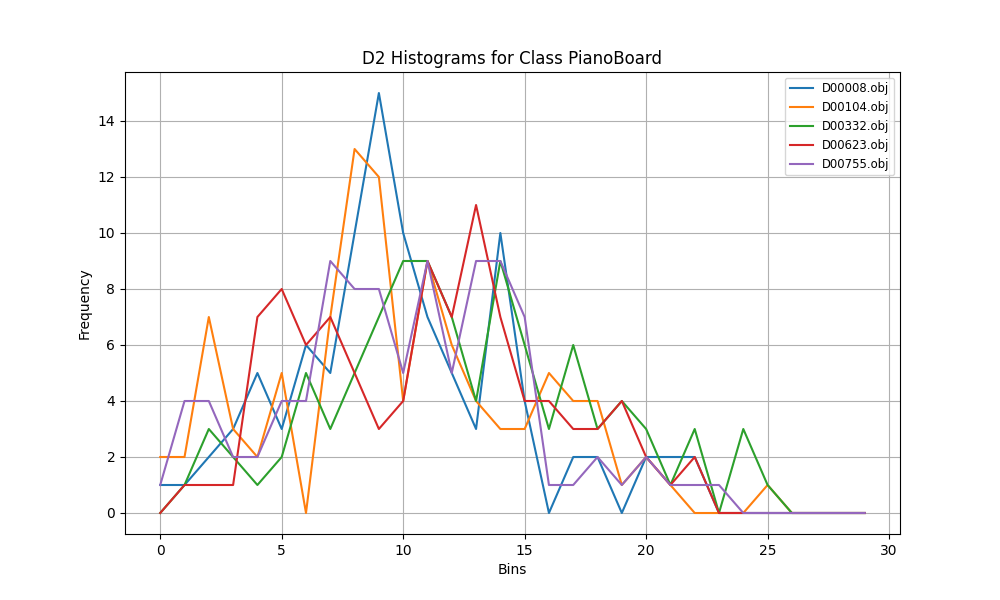 D2 Histograms for Class PianoBoard
D00008.obj
D00104.obj
D00332.obj
D00623.obj
D00755.obj
Frequency
14
12
10
8
6
4
2
0
0 5 10 15 20 25 30
Bins